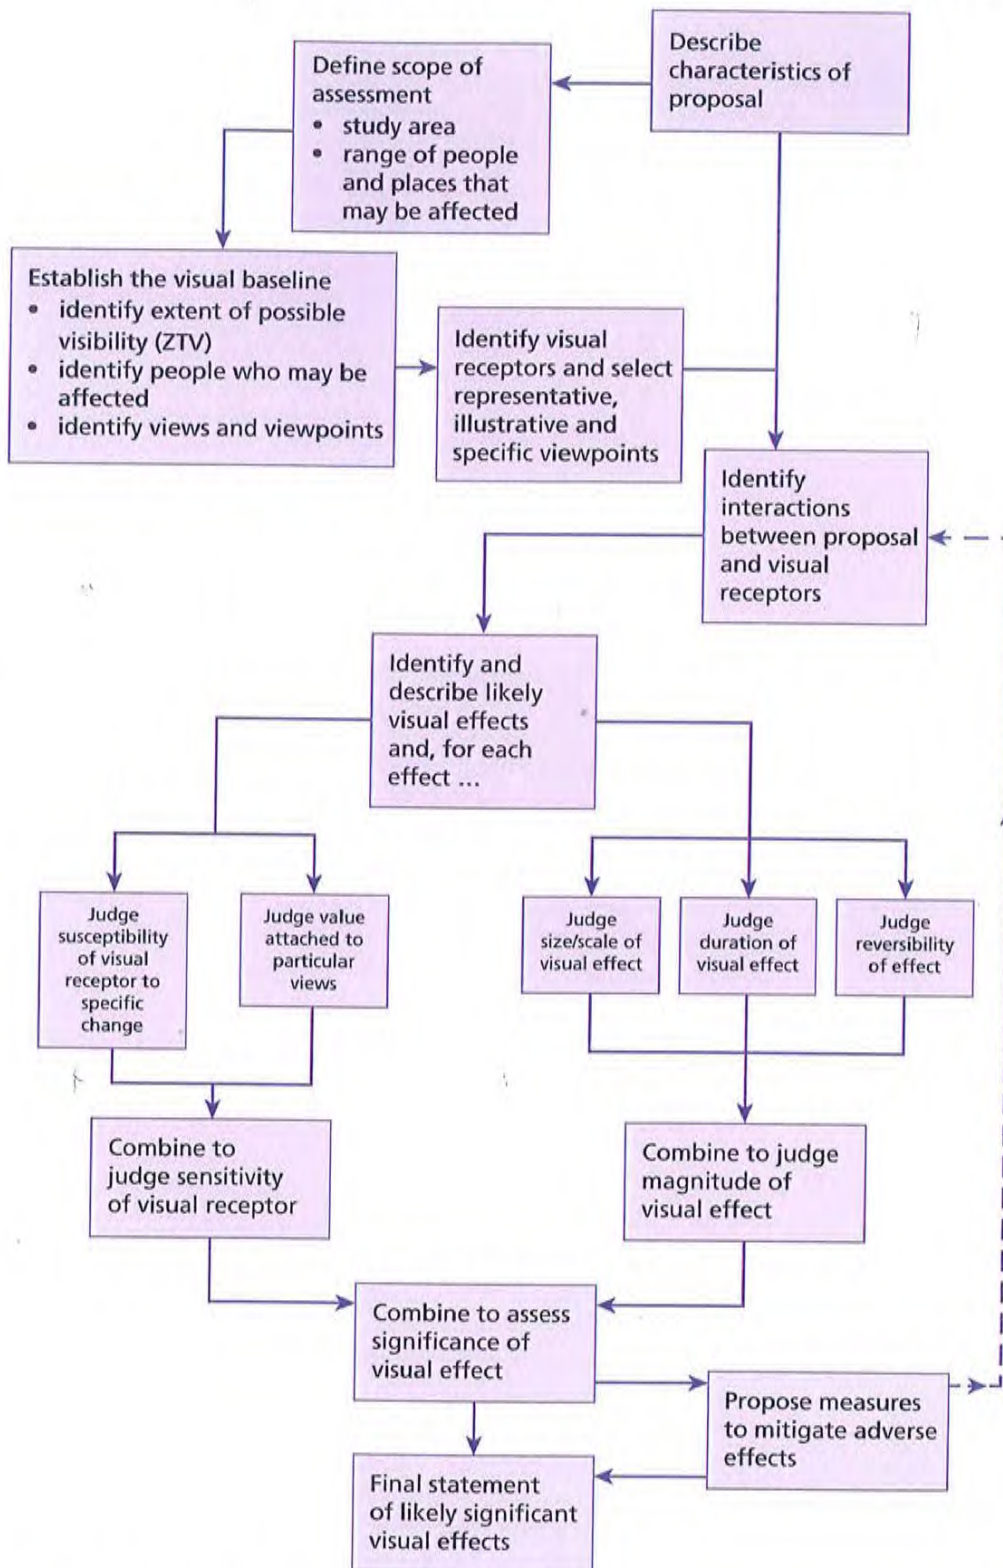 Describe
characteristics of
proposal
Define scope of
assessment
• study area
• range of people
and places that
may be affected
Establish the visual baseline
• identify extent of possible
visibility (ZTV)
• identify people who may be
affected
• identify views and viewpoints
Identify visual
receptors and select
representative,
illustrative and
specific viewpoints
Identify
interactions
between proposal
and visual
receptors
Identify and
describe likely
visual effects
and, for each
effect ...
Judge
susceptibility
of visual
receptor to
specific
change
Judge value
attached to
particular
views
Judge
size/scale of
visual effect
Judge
duration of
visual effect
Judge
reversibility
of effect
Combine to
judge sensitivity
of visual receptor
Combine to judge
magnitude of
visual effect
Combine to assess
significance of
visual effect
Propose measures
to mitigate adverse
effects
Final statement
of likely significant
visual effects